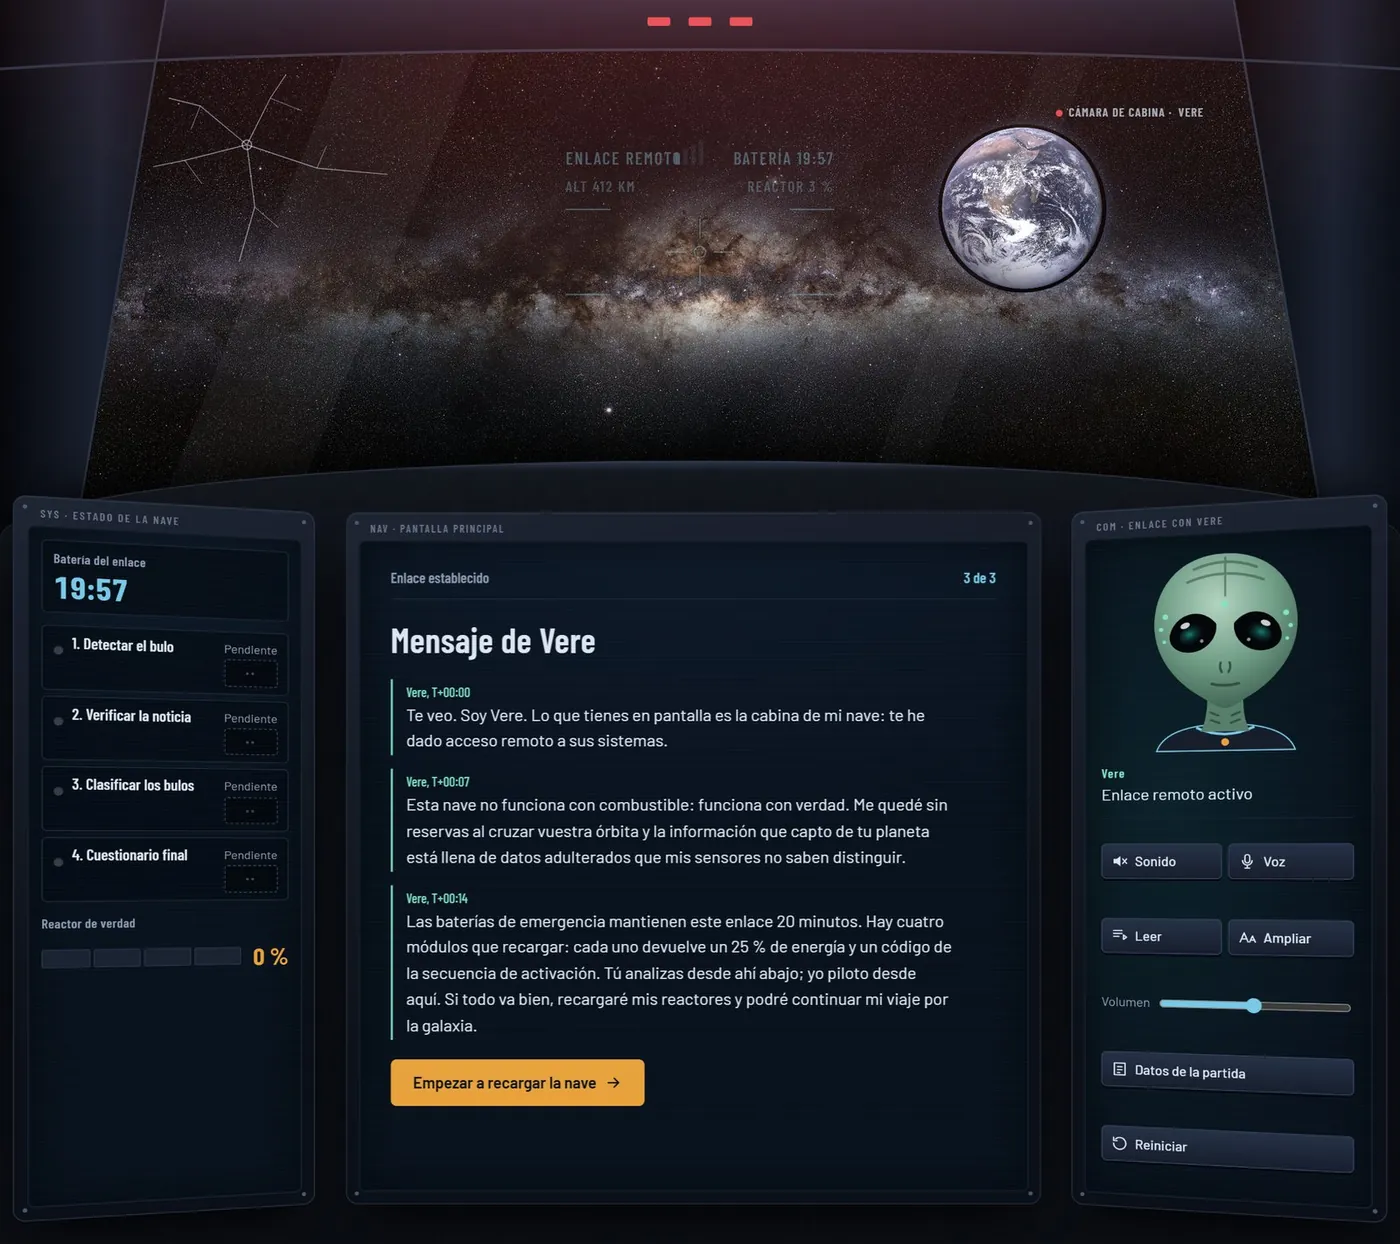 CÁMARA DE CABINA · VERE
ENLACE REMOTO
BATERÍA 19:57
ALT 412 KM
REACTOR 3 %
SYS · ESTADO DE LA NAVE
Batería del enlace
19:57
1. Detectar el bulo
Pendiente
--
2. Verificar la noticia
Pendiente
--
3. Clasificar los bulos
Pendiente
--
4. Cuestionario final
Pendiente
--
Reactor de verdad
0 %
NAV · PANTALLA PRINCIPAL
Enlace establecido
3 de 3
Mensaje de Vere
Vere, T+00:00
Te veo. Soy Vere. Lo que tienes en pantalla es la cabina de mi nave: te he
dado acceso remoto a sus sistemas.
Vere, T+00:07
Esta nave no funciona con combustible: funciona con verdad. Me quedé sin
reservas al cruzar vuestra órbita y la información que capto de tu planeta
está llena de datos adulterados que mis sensores no saben distinguir.
Vere, T+00:14
Las baterías de emergencia mantienen este enlace 20 minutos. Hay cuatro
módulos que recargar: cada uno devuelve un 25 % de energía y un código de
la secuencia de activación. Tú analizas desde ahí abajo; yo piloto desde
aquí. Si todo va bien, recargaré mis reactores y podré continuar mi viaje por
la galaxia.
Empezar a recargar la nave →
COM · ENLACE CON VERE
Vere
Enlace remoto activo
Sonido
Voz
Leer
AA Ampliar
Volumen
Datos de la partida
Reiniciar